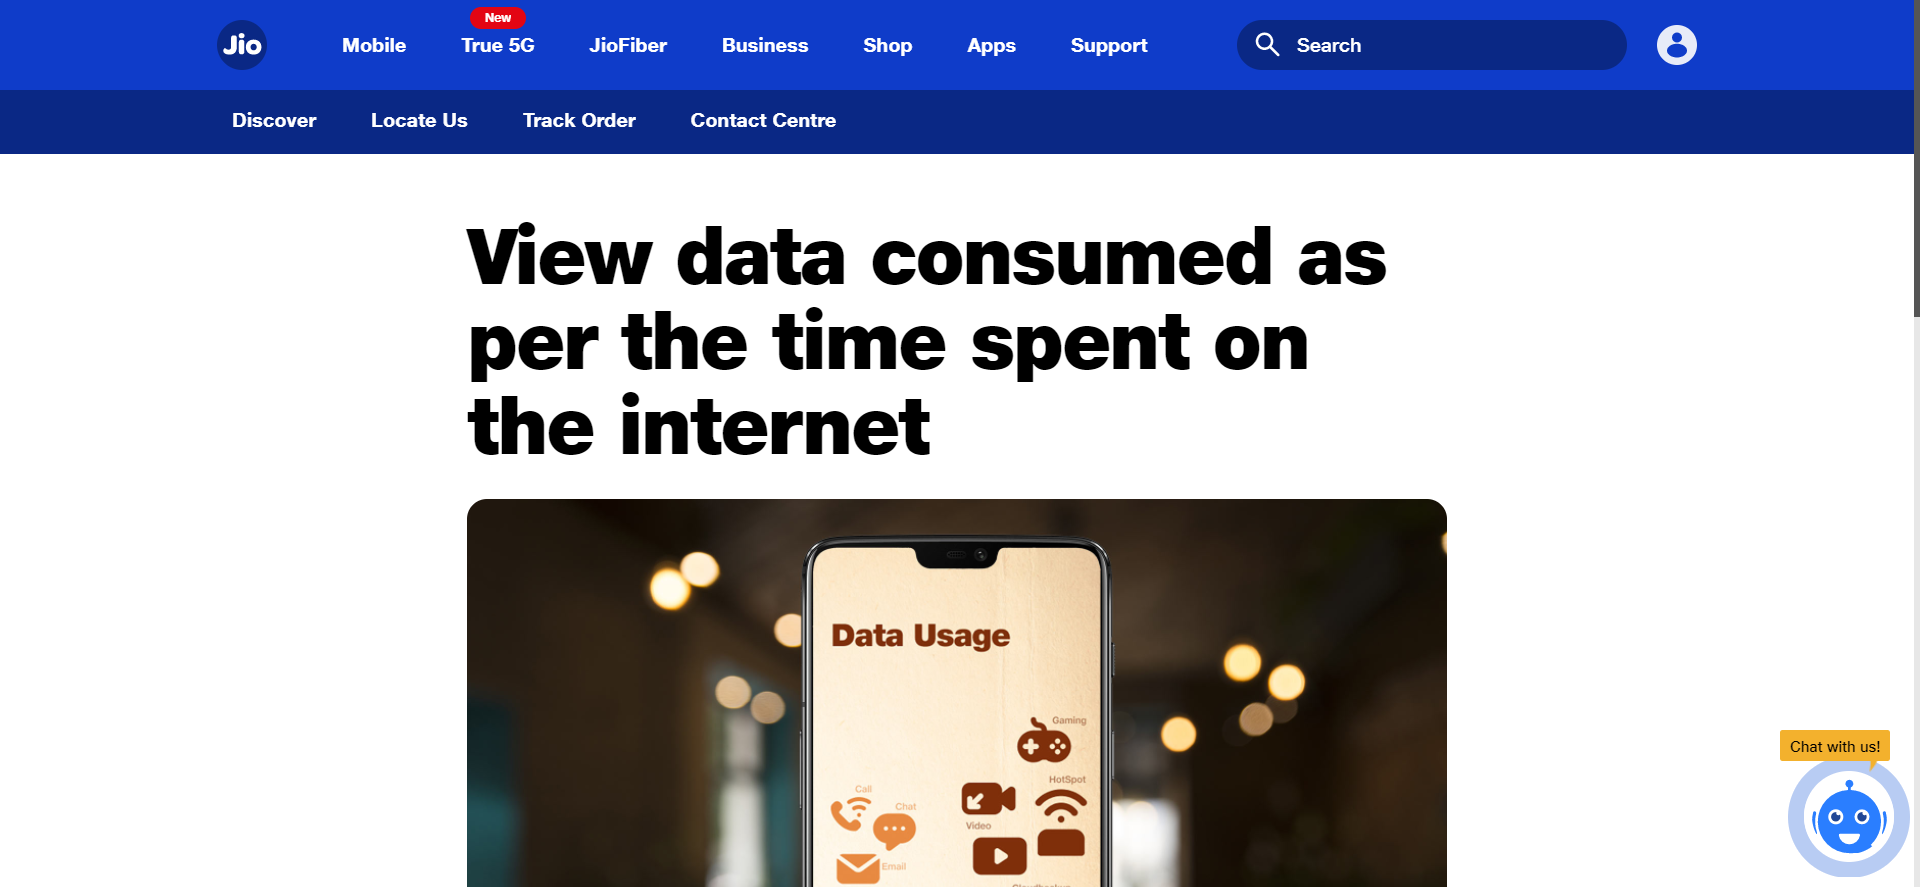 Jio
Mobile
New
True 5G
JioFiber
Business
Shop
Apps
Support
Search
Discover
Locate Us
Track Order
Contact Centre
View data consumed as
per the time spent on
the internet
Data Usage
Gaming
HotSpot
Call
Chat
Video
Email
Chat with us!